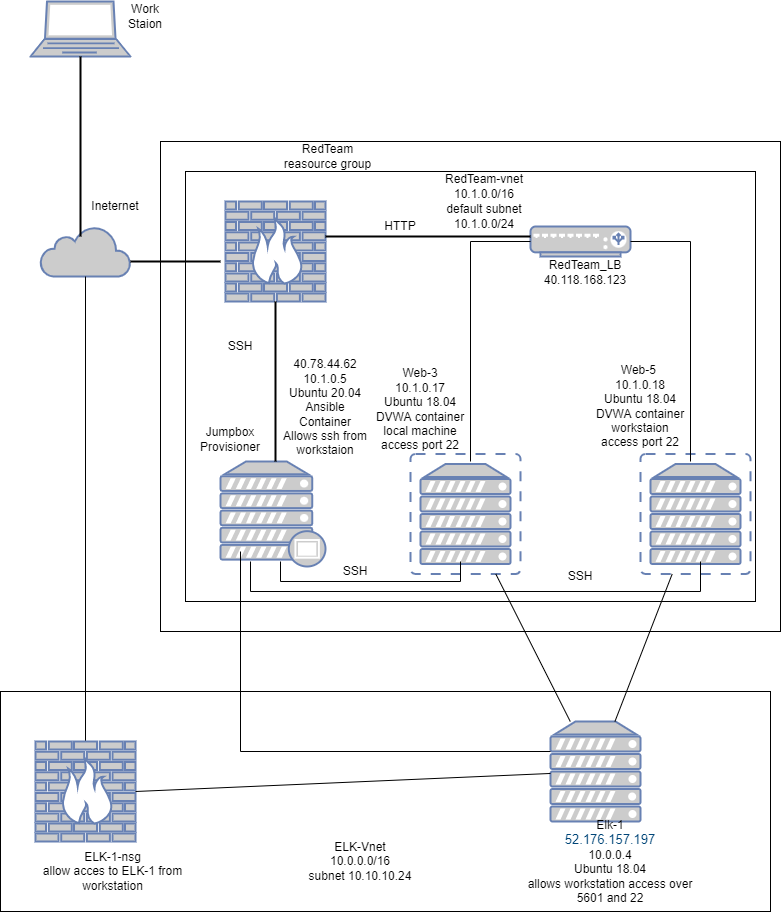 Work
Staion
RedTeam
reasource group
RedTeam-vnet
10.1.0.0/16
default subnet
10.1.0.0/24
Ineternet
HTTP
RedTeam_LB
40.118.168.123
SSH
40.78.44.62
10.1.0.5
Ubuntu 20.04
Ansible
Container
Allows ssh from
workstaion
Jumpbox
Provisioner
Web-3
10.1.0.17
Ubuntu 18.04
DVWA container
local machine
access port 22
Web-5
10.1.0.18
Ubuntu 18.04
DVWA container
workstaion
access port 22
SSH
SSH
ELK-1-nsg
allow acces to ELK-1 from
workstation
ELK-Vnet
10.0.0.0/16
subnet 10.10.10.24
Elk-1
52.176.157.197
10.0.0.4
Ubuntu 18.04
allows workstation access over
5601 and 22